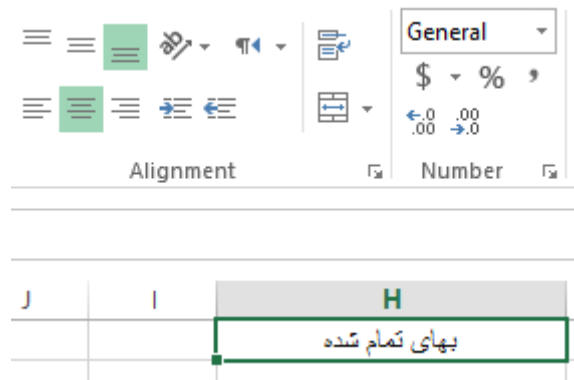 General
$ %
Alignment
Number
J I H
بهای تمام شده